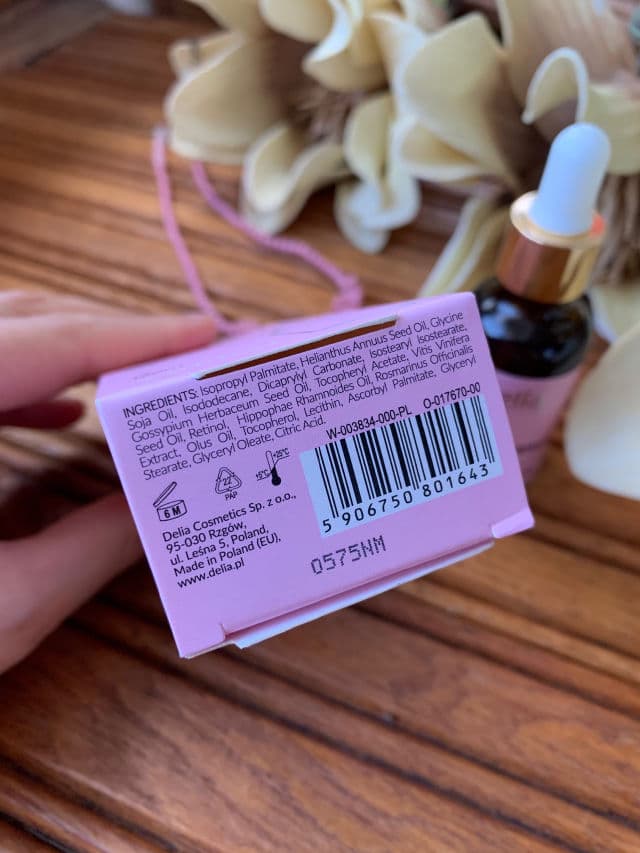 INGREDIENTS: Isopropyl Palmitate, Helianthus Annuus Seed Oil, Glycine
Soja Oil, Isododecane, Dicaprylyl Carbonate, Isostearyl Isostearate,
Gossypium Herbaceum Seed Oil, Tocopheryl Acetate, Vitis Vinifera
Seed Oil, Retinol, Hippophae Rhamnoides Oil, Rosmarinus Officinalis
Extract, Olus Oil, Tocopherol, Lecithin, Ascorbyl Palmitate, Glyceryl
Stearate, Glyceryl Oleate, Citric Acid.
W-003834-000-PL O-017670-00
6 M
22
PAP
+5°C
+25°C
5 906750 801643
Delia Cosmetics Sp. z o.o.,
95-030 Rzgów,
ul. Leśna 5, Poland,
Made in Poland (EU),
www.delia.pl
0575NM